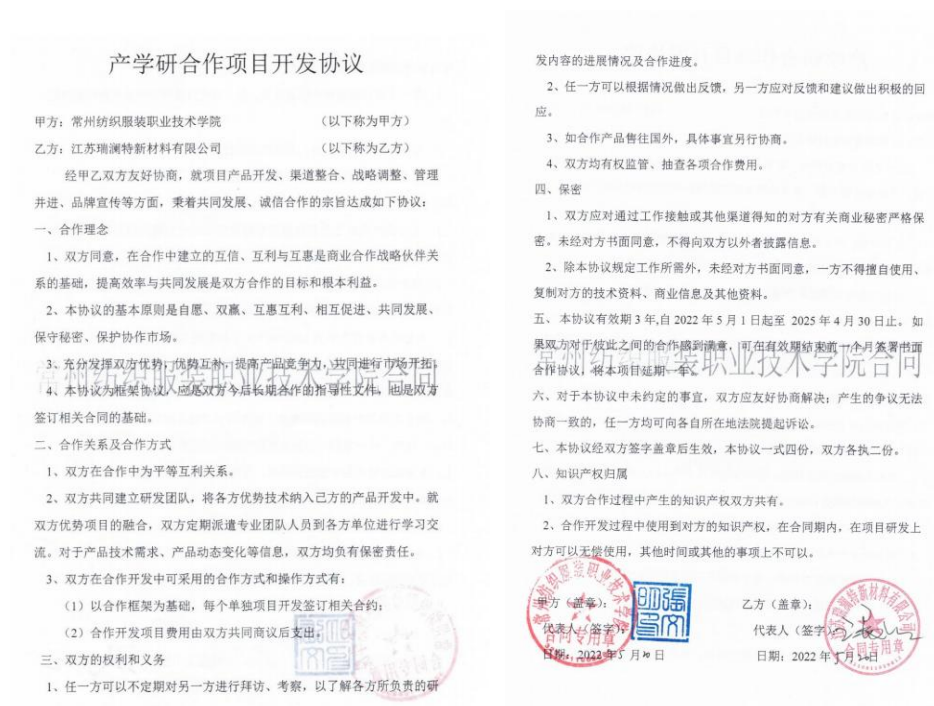 产学研合作项目开发协议
甲方：常州纺织服装职业技术学院 （以下称为甲方）
乙方：江苏瑞澜特新材料有限公司 （以下称为乙方）
经甲乙双方友好协商，就项目产品开发、渠道整合、战略调整、管理
并进、品牌宣传等方面，秉着共同发展、诚信合作的宗旨达成如下协议：
一、合作理念
1、双方同意，在合作中建立的互信、互利与互惠是商业合作战略伙伴关
系的基础，提高效率与共同发展是双方合作的目标和根本利益。
2、本协议的基本原则是自愿、双赢、互惠互利、相互促进、共同发展、
保守秘密、保护协作市场。
3、充分发挥双方优势，优势互补，提高产品竞争力，共同进行市场开拓；
常州纺织服装职业技术学院合同
4、本协议为框架协议，应是双方今后长期合作的指导性文件，也是双方
签订相关合同的基础。
二、合作关系及合作方式
1、双方在合作中为平等互利关系。
2、双方共同建立研发团队，将各方优势技术纳入己方的产品开发中。就
双方优势项目的融合，双方定期派遣专业团队人员到各方单位进行学习交
流。对于产品技术需求、产品动态变化等信息，双方均负有保密责任。
3、双方在合作开发中可采用的合作方式和操作方式有：
（1）以合作框架为基础，每个单独项目开发签订相关合约；
（2）合作开发项目费用由双方共同商议后支出。
三、双方的权利和义务
1、任一方可以不定期对另一方进行拜访、考察，以了解各方所负责的研
发内容的进展情况及合作进度。
2、任一方可以根据情况做出反馈，另一方应对反馈和建议做出积极的回
应。
3、如合作产品售往国外，具体事宜另行协商。
4、双方均有权监管、抽查各项合作费用。
四、保密
1、双方应对通过工作接触或其他渠道得知的对方有关商业秘密严格保
密。未经对方书面同意，不得向双方以外者披露信息。
2、除本协议规定工作所需外，未经对方书面同意，一方不得擅自使用、
复制对方的技术资料、商业信息及其他资料。
五、本协议有效期3年,自2022年5月1日起至 2025年4月30日止。如
果双方对于彼此之间的合作感到满意，可在有效期结束前一个月签署书面
常州纺织服装职业技术学院合同
合作协议，将本项目延期一年。
六、对于本协议中未约定的事宜，双方应友好协商解决；产生的争议无法
协商一致的，任一方均可向各自所在地法院提起诉讼。
七、本协议经双方签字盖章后生效，本协议一式四份，双方各执二份。
八、知识产权归属
1、双方合作过程中产生的知识产权双方共有。
2、合作开发过程中使用到对方的知识产权，在合同期内，在项目研发上
对方可以无偿使用，其他时间或其他的事项上不可以。
甲方（盖章）： 乙方（盖章）：
代表人（签字）： 代表人（签字）：
日期：2022年5月 日 日期：2022年5月 日
常州纺织服装职业技术学院
合同专用章
江苏瑞澜特新材料有限公司
合同专用章